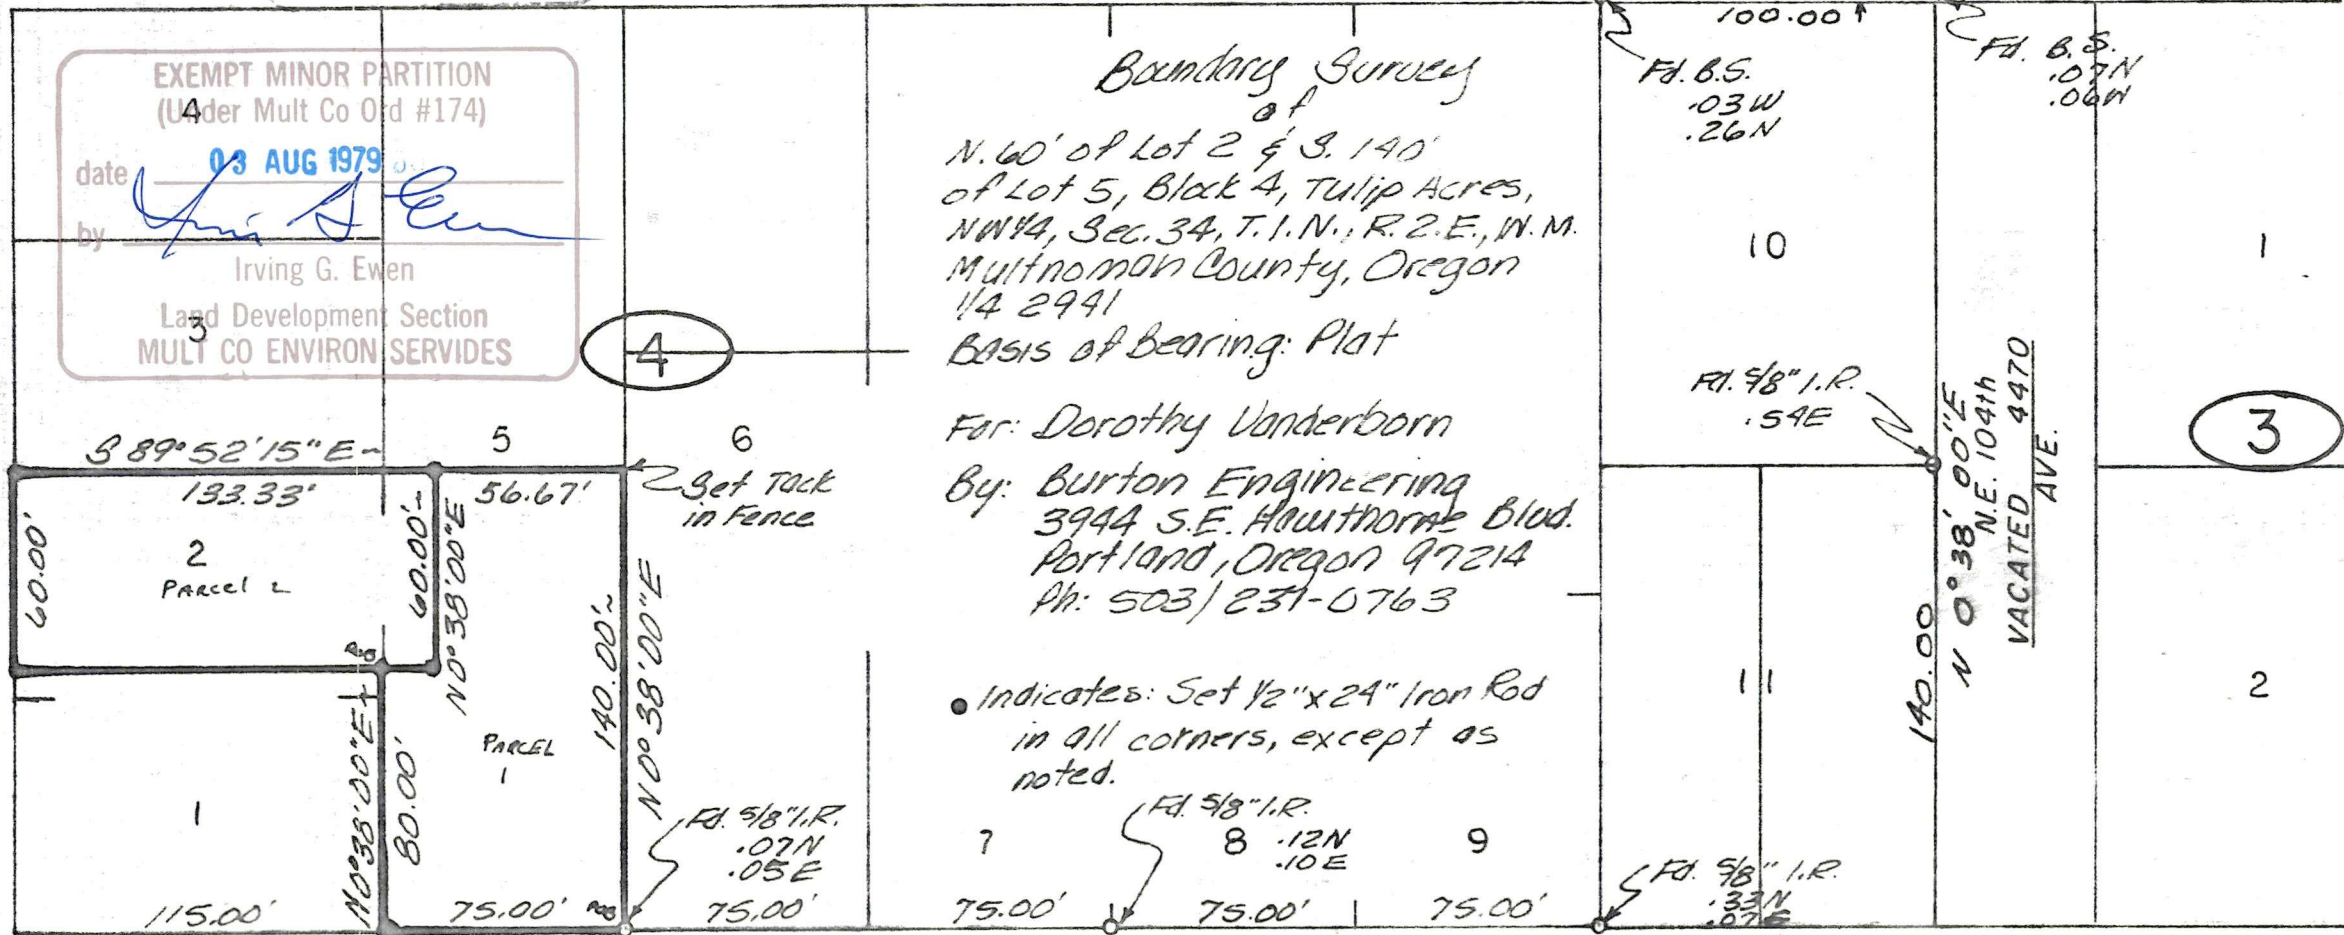 EXEMPT MINOR PARTITION
(Under Mult Co Ord #174)
4
date 03 AUG 1979
by
Irving G. Ewen
Land Development Section
3
MULT CO ENVIRON SERVIDES
4
Boundary Survey
of
N. 60' of Lot 2 & S. 140'
of Lot 5, Block 4, Tulip Acres,
NW1/4, Sec. 34, T.1.N., R.2.E., W.M.
Multnomah County, Oregon
1/4 2941
Basis of Bearing: Plat
For: Dorothy Vanderborn
By: Burton Engineering
3944 S.E. Hawthorne Blvd.
Portland, Oregon 97214
Ph: 503/231-0763
● Indicates: Set 1/2" x 24" Iron Rod
in all corners, except as
noted.
S 89°52'15" E~
5
6
133.33'
56.67'
Set Tack
in Fence
60.00'
2
PARCEL 2
60.00'~
N0°38'00"E
140.00'~
N0°38'00"E
PARCEL
1
1
N0°38'00"E
80.00'
115.00'
75.00'
POB
Fd. 5/8" I.R.
.07N
.05E
75.00'
7
75.00'
Fd. 5/8" I.R.
8
.12N
.10E
75.00'
9
75.00'
Fd. 5/8" I.R.
.33N
.07E
100.00
Fd. B.S.
.03W
.26N
Fd. B.S.
.07N
.06W
10
1
Fd. 5/8" I.R.
.54E
3
11
140.00
N 0°38'00"E
N.E. 104th
VACATED 4470
AVE.
2